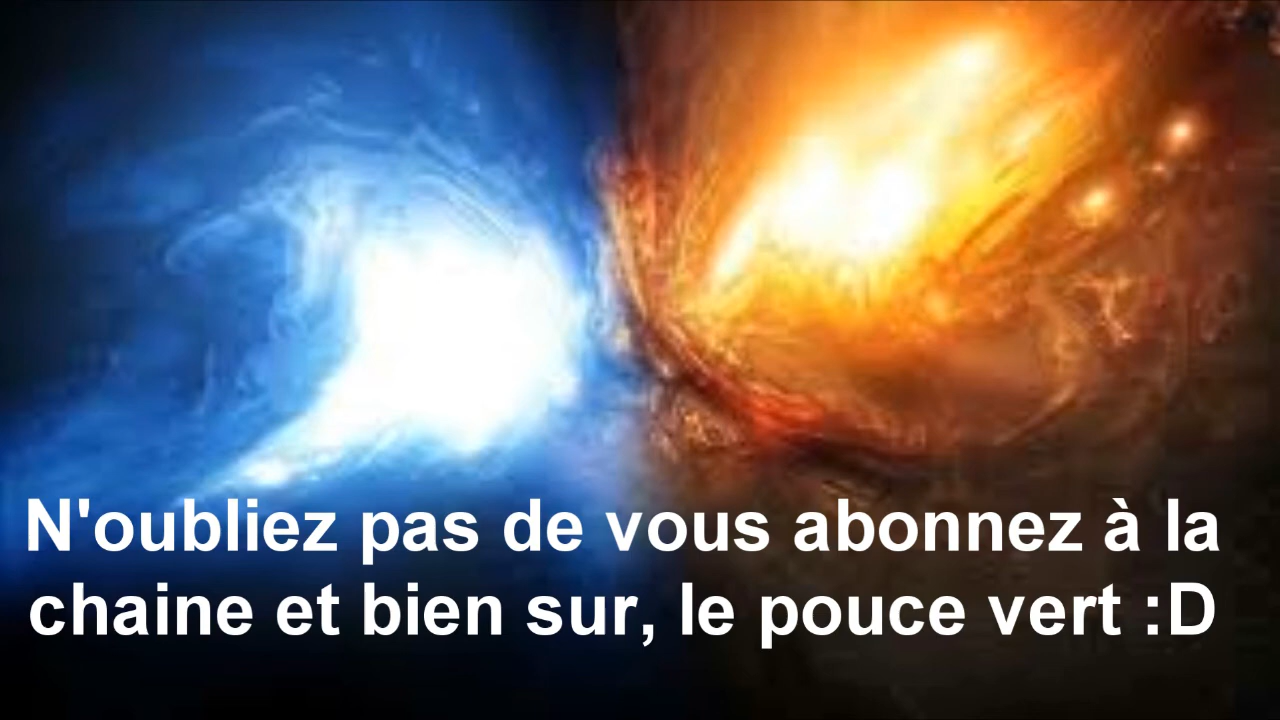 N'oubliez pas de vous abonnez à la
chaine et bien sur, le pouce vert :D